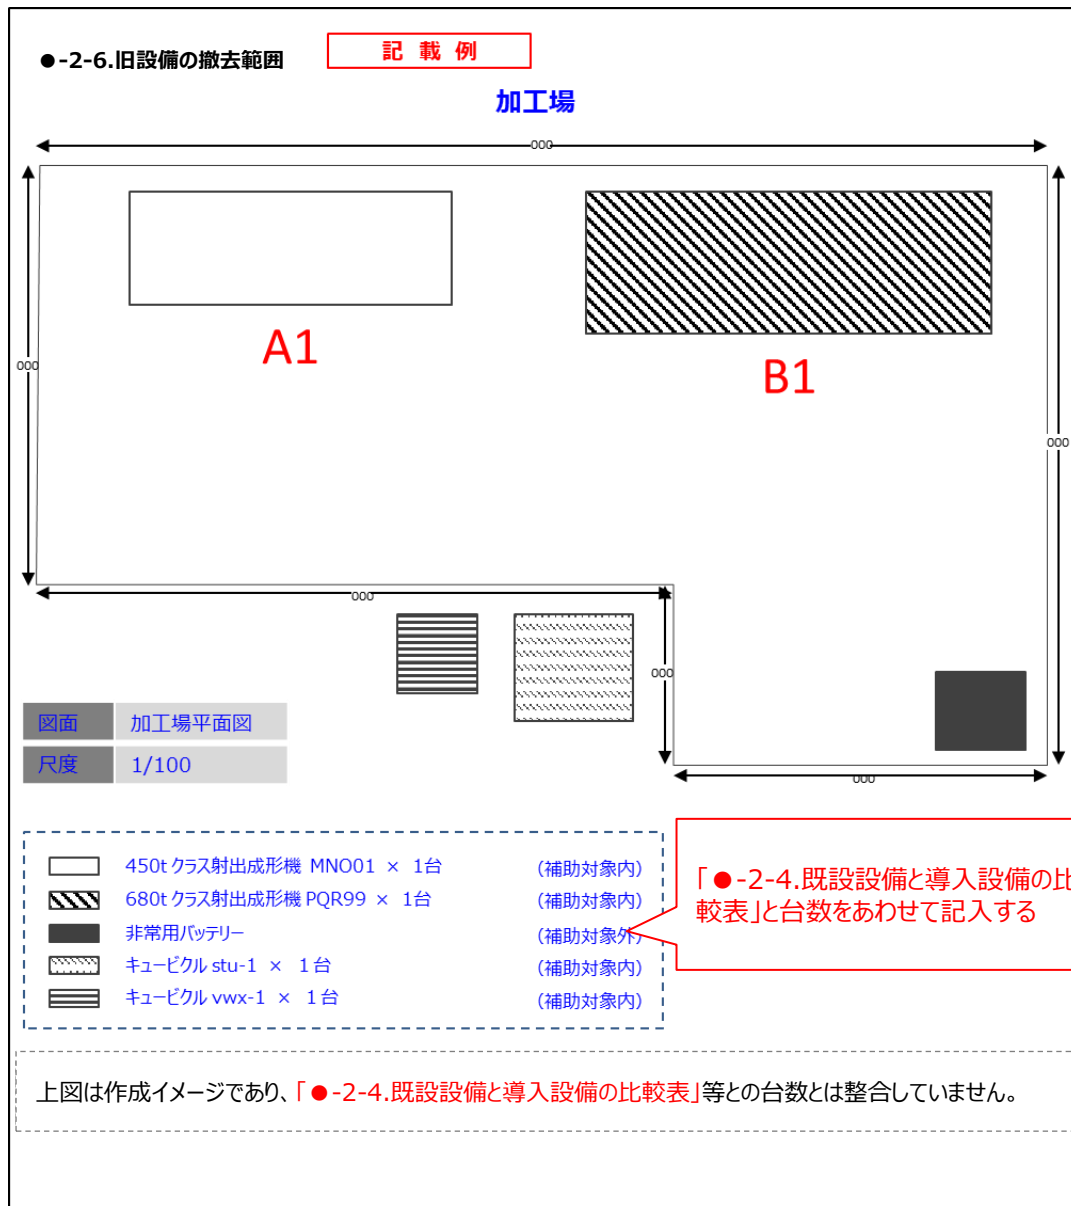 ●-2-6.旧設備の撤去範囲
記 載 例
加工場
000
000
A1
B1
000
000
000
000
図面 加工場平面図
尺度 1/100
450t クラス射出成形機 MNO01 × 1台 (補助対象内)
680t クラス射出成形機 PQR99 × 1台 (補助対象内)
非常用バッテリー (補助対象外)
キュービクル stu-1 × 1台 (補助対象内)
キュービクル vwx-1 × 1台 (補助対象内)
「●-2-4.既設設備と導入設備の比
較表」と台数をあわせて記入する
上図は作成イメージであり、「●-2-4.既設設備と導入設備の比較表」等との台数とは整合していません。